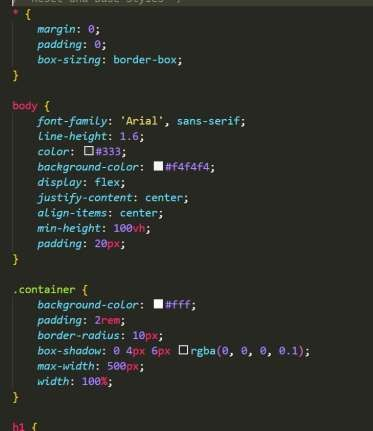 Reset and base styles */
* {
margin: 0;
padding: 0;
box-sizing: border-box;
}
body {
font-family: 'Arial', sans-serif;
line-height: 1.6;
color: #333;
background-color: #f4f4f4;
display: flex;
justify-content: center;
align-items: center;
min-height: 100vh;
padding: 20px;
}
.container {
background-color: #fff;
padding: 2rem;
border-radius: 10px;
box-shadow: 0 4px 6px rgba(0, 0, 0, 0.1);
max-width: 500px;
width: 100%;
}
h1 {